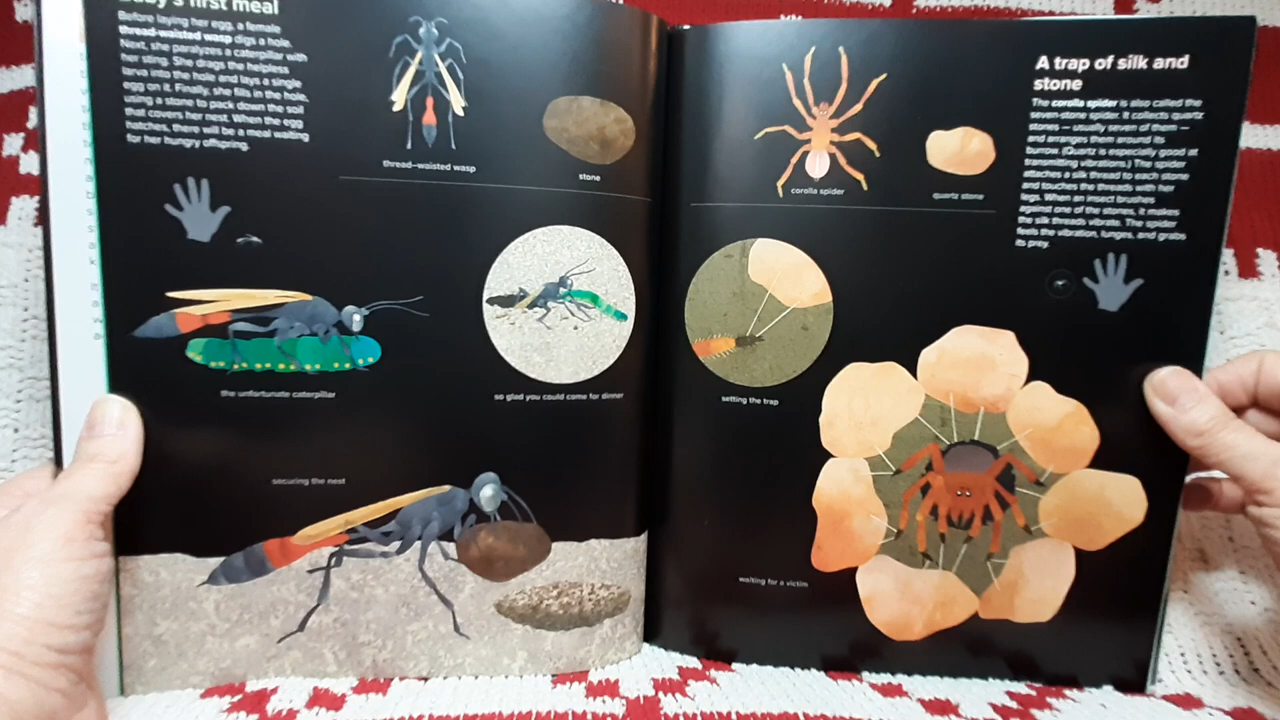 Baby's first meal
Before laying her egg, a female
thread-waisted wasp digs a hole.
Next, she paralyzes a caterpillar with
her sting. She drags the helpless
larva into the hole and lays a single
egg on it. Finally, she fills in the hole,
using a stone to pack down the soil
that covers her nest. When the egg
hatches, there will be a meal waiting
for her hungry offspring.
thread-waisted wasp
stone
the unfortunate caterpillar
so glad you could come for dinner
securing the nest
corolla spider
quartz stone
A trap of silk and
stone
The corolla spider is also called the
seven-stone spider. It collects quartz
stones — usually seven of them —
and arranges them around its
burrow. (Quartz is especially good at
transmitting vibrations.) The spider
attaches a silk thread to each stone
and touches the threads with her
legs. When an insect brushes
against one of the stones, it makes
the silk threads vibrate. The spider
feels the vibration, lunges, and grabs
its prey.
setting the trap
waiting for a victim